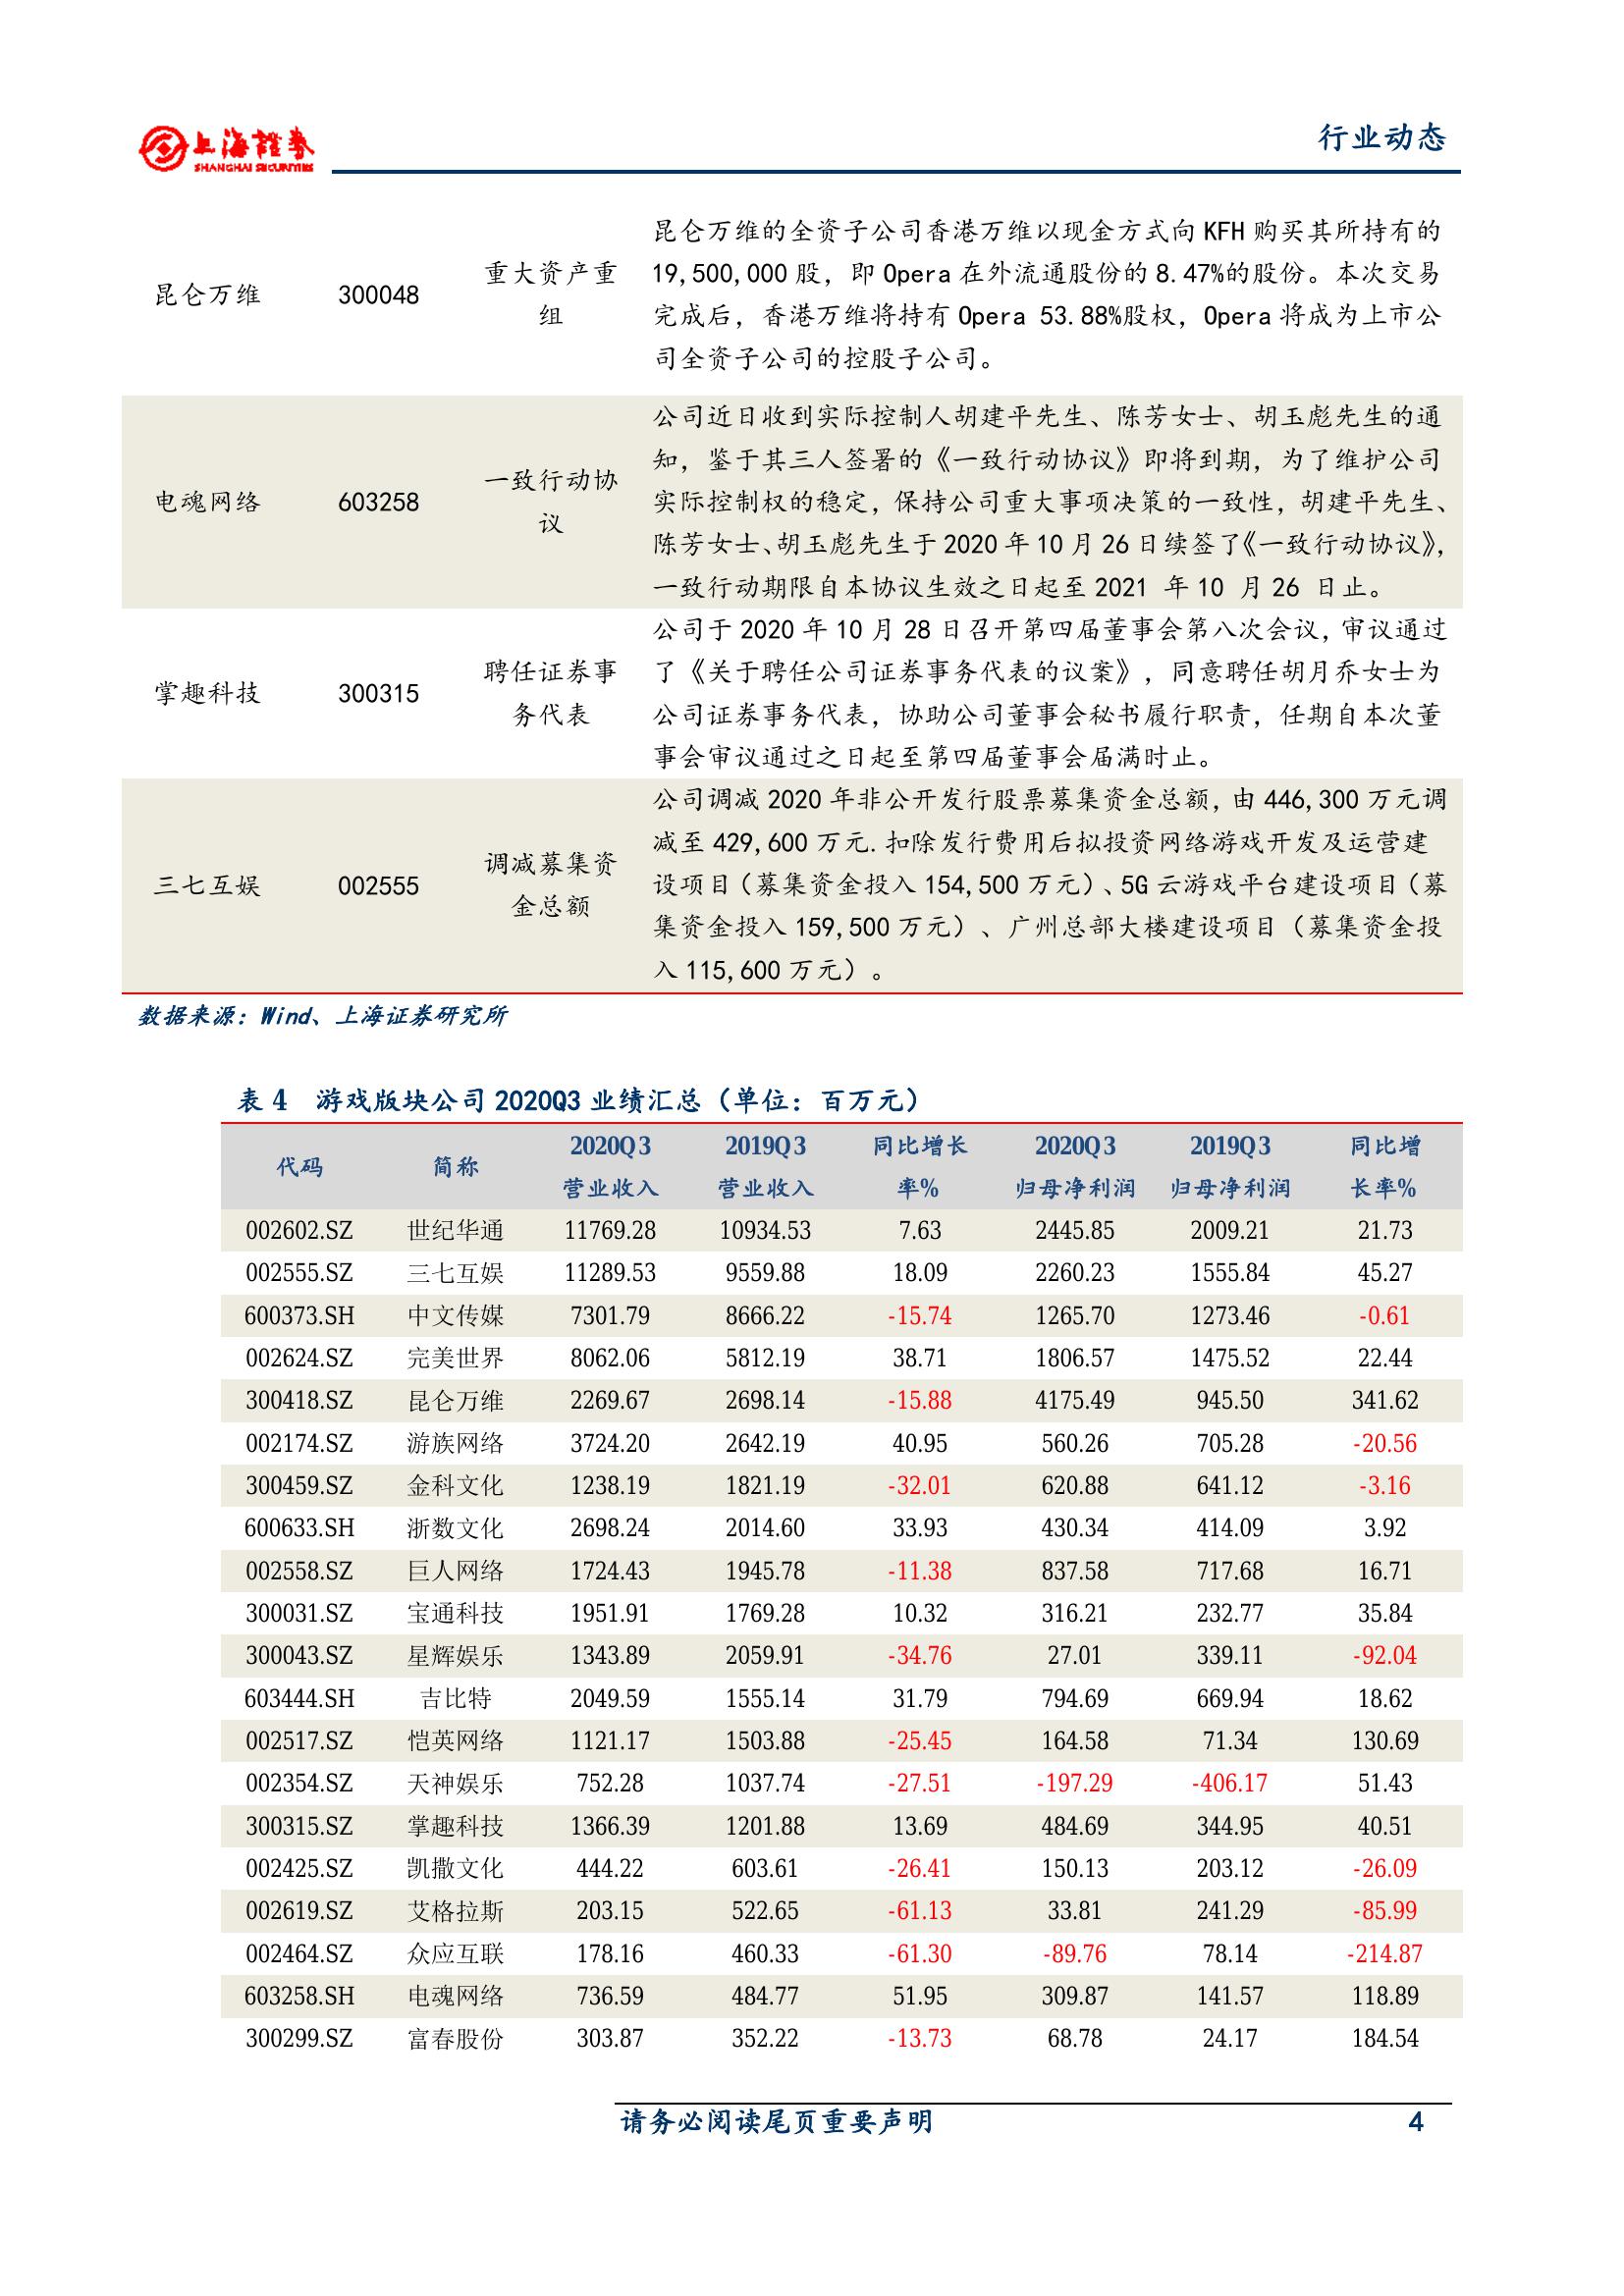 上海證券
SHANGHAI SECURITIES
行业动态
昆仑万维 300048 重大资产重组
昆仑万维的全资子公司香港万维以现金方式向 KFH 购买其所持有的
19,500,000 股，即 Opera 在外流通股份的 8.47%的股份。本次交易
完成后，香港万维将持有 Opera 53.88%股权，Opera 将成为上市公
司全资子公司的控股子公司。
电魂网络 603258 一致行动协议
公司近日收到实际控制人胡建平先生、陈芳女士、胡玉彪先生的通
知，鉴于其三人签署的《一致行动协议》即将到期，为了维护公司
实际控制权的稳定，保持公司重大事项决策的一致性，胡建平先生、
陈芳女士、胡玉彪先生于 2020 年 10 月 26 日续签了《一致行动协议》，
一致行动期限自本协议生效之日起至 2021 年 10 月 26 日止。
掌趣科技 300315 聘任证券事务代表
公司于 2020 年 10 月 28 日召开第四届董事会第八次会议，审议通过
了《关于聘任公司证券事务代表的议案》，同意聘任胡月乔女士为
公司证券事务代表，协助公司董事会秘书履行职责，任期自本次董
事会审议通过之日起至第四届董事会届满时止。
三七互娱 002555 调减募集资金总额
公司调减 2020 年非公开发行股票募集资金总额，由 446,300 万元调
减至 429,600 万元.扣除发行费用后拟投资网络游戏开发及运营建
设项目（募集资金投入 154,500 万元）、5G 云游戏平台建设项目（募
集资金投入 159,500 万元）、广州总部大楼建设项目（募集资金投
入 115,600 万元）。
数据来源：Wind、上海证券研究所
表 4 游戏版块公司 2020Q3 业绩汇总（单位：百万元）
代码 简称 2020Q3营业收入 2019Q3营业收入 同比增长率% 2020Q3归母净利润 2019Q3归母净利润 同比增长率%
002602.SZ 世纪华通 11769.28 10934.53 7.63 2445.85 2009.21 21.73
002555.SZ 三七互娱 11289.53 9559.88 18.09 2260.23 1555.84 45.27
600373.SH 中文传媒 7301.79 8666.22 -15.74 1265.70 1273.46 -0.61
002624.SZ 完美世界 8062.06 5812.19 38.71 1806.57 1475.52 22.44
300418.SZ 昆仑万维 2269.67 2698.14 -15.88 4175.49 945.50 341.62
002174.SZ 游族网络 3724.20 2642.19 40.95 560.26 705.28 -20.56
300459.SZ 金科文化 1238.19 1821.19 -32.01 620.88 641.12 -3.16
600633.SH 浙数文化 2698.24 2014.60 33.93 430.34 414.09 3.92
002558.SZ 巨人网络 1724.43 1945.78 -11.38 837.58 717.68 16.71
300031.SZ 宝通科技 1951.91 1769.28 10.32 316.21 232.77 35.84
300043.SZ 星辉娱乐 1343.89 2059.91 -34.76 27.01 339.11 -92.04
603444.SH 吉比特 2049.59 1555.14 31.79 794.69 669.94 18.62
002517.SZ 恺英网络 1121.17 1503.88 -25.45 164.58 71.34 130.69
002354.SZ 天神娱乐 752.28 1037.74 -27.51 -197.29 -406.17 51.43
300315.SZ 掌趣科技 1366.39 1201.88 13.69 484.69 344.95 40.51
002425.SZ 凯撒文化 444.22 603.61 -26.41 150.13 203.12 -26.09
002619.SZ 艾格拉斯 203.15 522.65 -61.13 33.81 241.29 -85.99
002464.SZ 众应互联 178.16 460.33 -61.30 -89.76 78.14 -214.87
603258.SH 电魂网络 736.59 484.77 51.95 309.87 141.57 118.89
300299.SZ 富春股份 303.87 352.22 -13.73 68.78 24.17 184.54
请务必阅读尾页重要声明 4